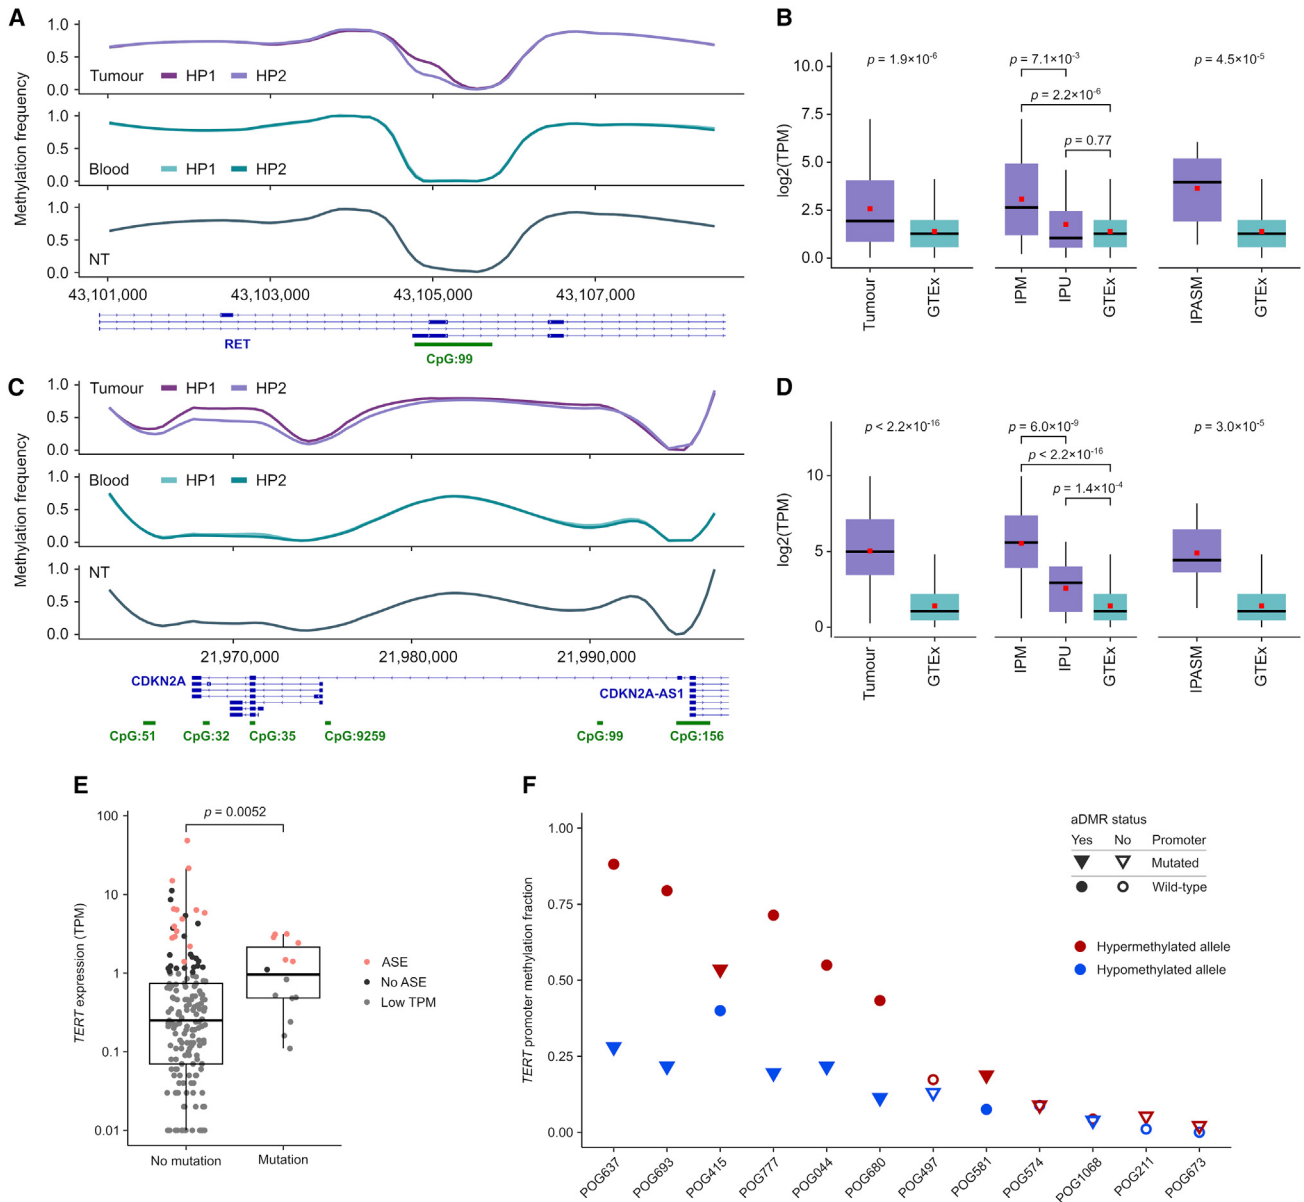 A
Methylation frequency
1.0
0.5
0.0
Tumour HP1 HP2
1.0
0.5
0.0
Blood HP1 HP2
1.0
0.5
0.0
NT
43,101,000 43,103,000 43,105,000 43,107,000
RET
CpG:99
B
log2(TPM)
10.0
7.5
5.0
2.5
0.0
p = 1.9×10-6
p = 7.1×10-3
p = 2.2×10-6
p = 0.77
p = 4.5×10-5
Tumour GTEx IPM IPU GTEx IPASM GTEx
C
Methylation frequency
1.0
0.5
0.0
Tumour HP1 HP2
1.0
0.5
0.0
Blood HP1 HP2
1.0
0.5
0.0
NT
21,970,000 21,980,000 21,990,000
CDKN2A
CDKN2A-AS1
CpG:51 CpG:32 CpG:35 CpG:9259 CpG:99 CpG:156
D
log2(TPM)
10
5
0
p < 2.2×10-16
p = 6.0×10-9
p < 2.2×10-16
p = 1.4×10-4
p = 3.0×10-5
Tumour GTEx IPM IPU GTEx IPASM GTEx
E
TERT expression (TPM)
100
10
1
0.1
0.01
p = 0.0052
ASE
No ASE
Low TPM
No mutation Mutation
F
TERT promoter methylation fraction
1.00
0.75
0.50
0.25
0.00
aDMR status
Yes No Promoter
Mutated
Wild-type
Hypermethylated allele
Hypomethylated allele
POG637 POG693 POG415 POG777 POG044 POG680 POG497 POG581 POG574 POG1068 POG211 POG673